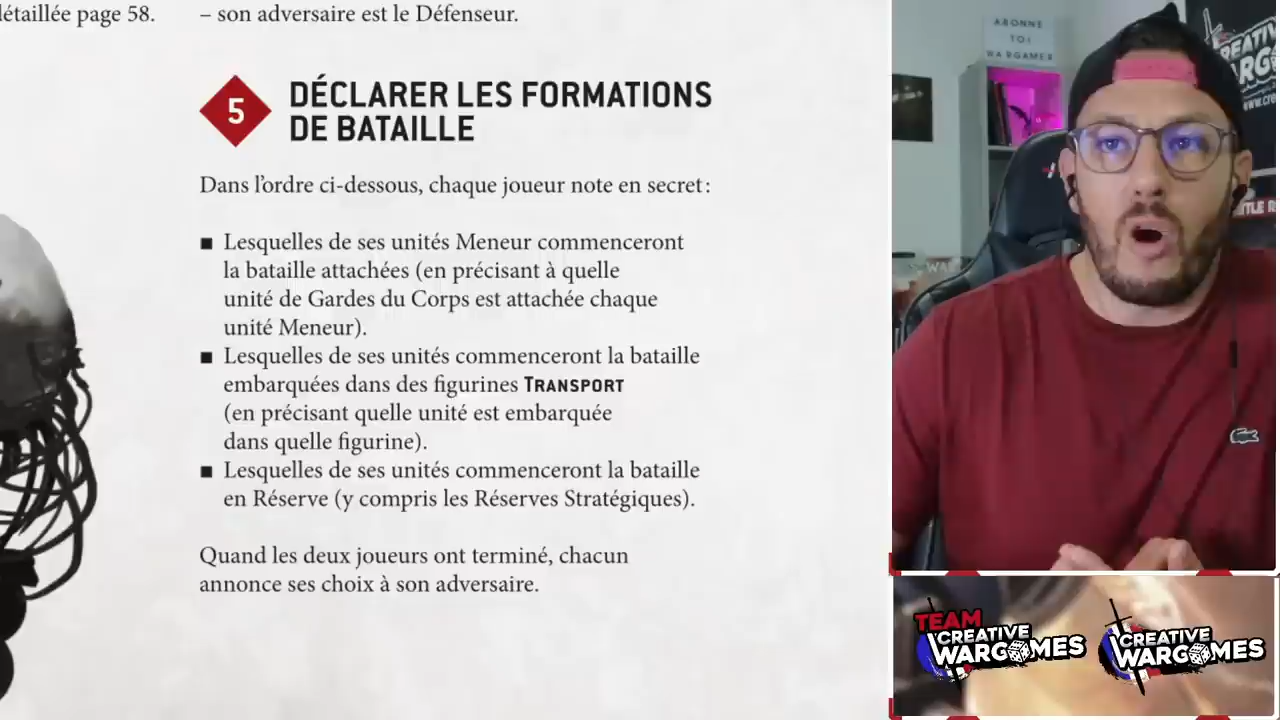 détaillée page 58.
– son adversaire est le Défenseur.
5
DÉCLARER LES FORMATIONS
DE BATAILLE
Dans l’ordre ci-dessous, chaque joueur note en secret :
■ Lesquelles de ses unités Meneur commenceront
la bataille attachées (en précisant à quelle
unité de Gardes du Corps est attachée chaque
unité Meneur).
■ Lesquelles de ses unités commenceront la bataille
embarquées dans des figurines TRANSPORT
(en précisant quelle unité est embarquée
dans quelle figurine).
■ Lesquelles de ses unités commenceront la bataille
en Réserve (y compris les Réserves Stratégiques).
Quand les deux joueurs ont terminé, chacun
annonce ses choix à son adversaire.
ABONNE
TOI
WARGAMER
TEAM
CREATIVE
WARGAMES
CREATIVE
WARGAMES